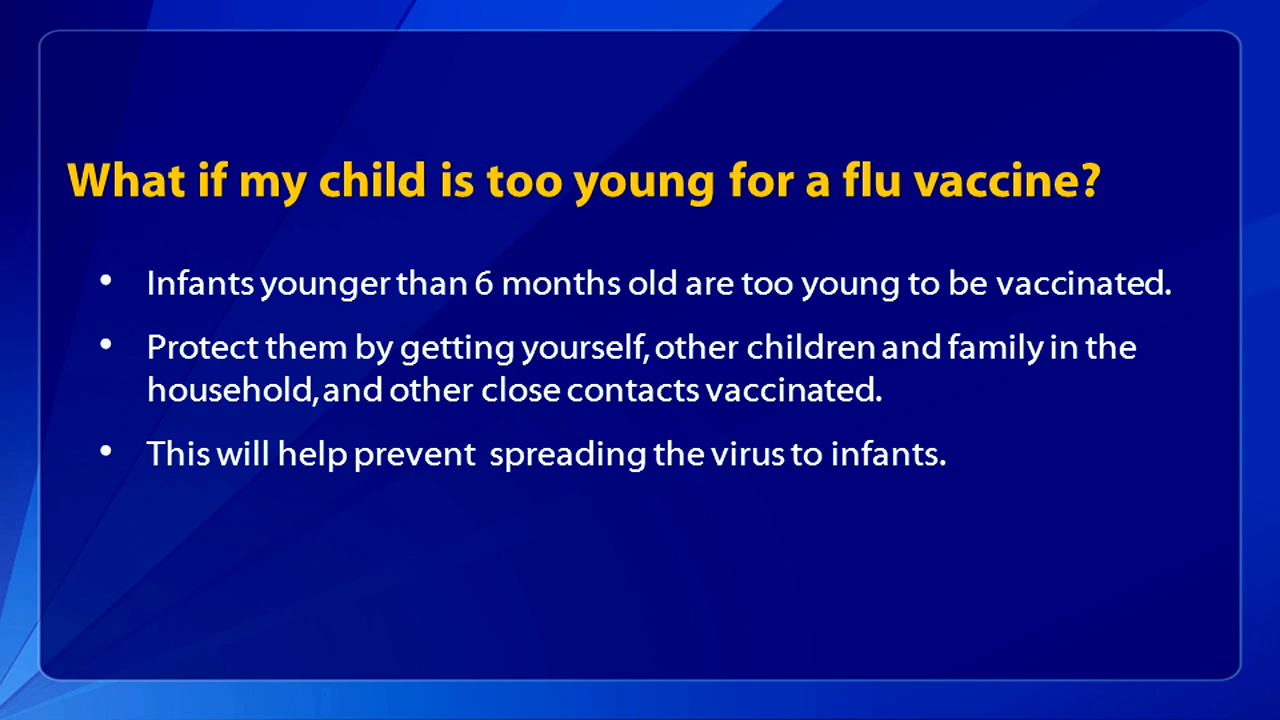 What if my child is too young for a flu vaccine?
• Infants younger than 6 months old are too young to be vaccinated.
• Protect them by getting yourself, other children and family in the
household, and other close contacts vaccinated.
• This will help prevent spreading the virus to infants.